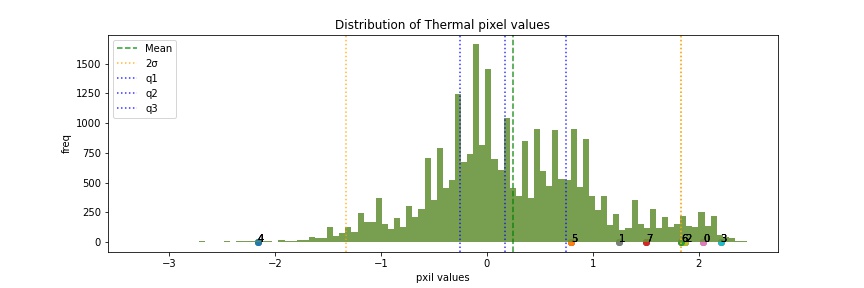 Distribution of Thermal pixel values
Mean
2σ
q1
q2
q3
freq
1500
1250
1000
750
500
250
0
4 5 1 7 6 2 0 3
−3 −2 −1 0 1 2
pxil values